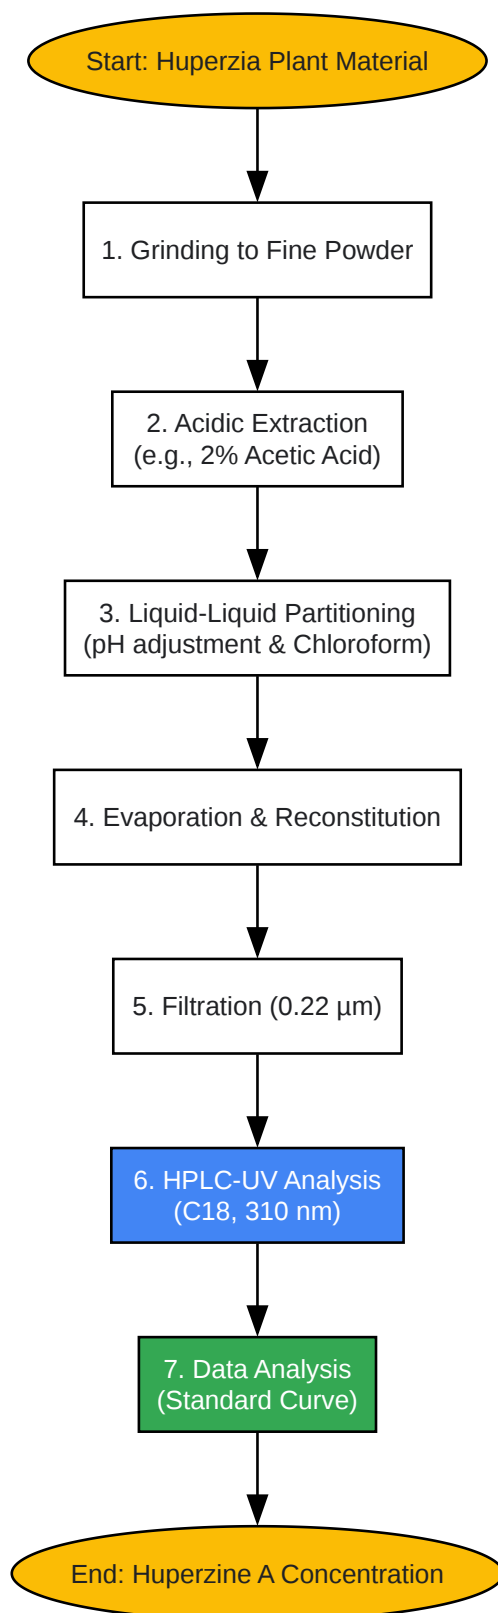 Start: Huperzia Plant Material
1. Grinding to Fine Powder
2. Acidic Extraction
(e.g., 2% Acetic Acid)
3. Liquid-Liquid Partitioning
(pH adjustment & Chloroform)
4. Evaporation & Reconstitution
5. Filtration (0.22 µm)
6. HPLC-UV Analysis
(C18, 310 nm)
7. Data Analysis
(Standard Curve)
End: Huperzine A Concentration